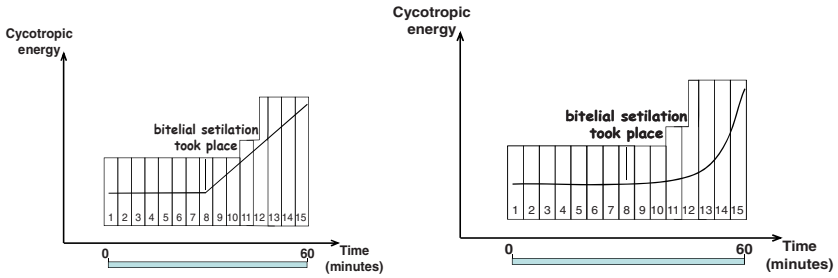 Cycotropic
energy
bitelial setilation
took place
1 2 3 4 5 6 7 8 9 10 11 12 13 14 15
0
60
Time
(minutes)
Cycotropic
energy
bitelial setilation
took place
1 2 3 4 5 6 7 8 9 10 11 12 13 14 15
0
60
Time
(minutes)